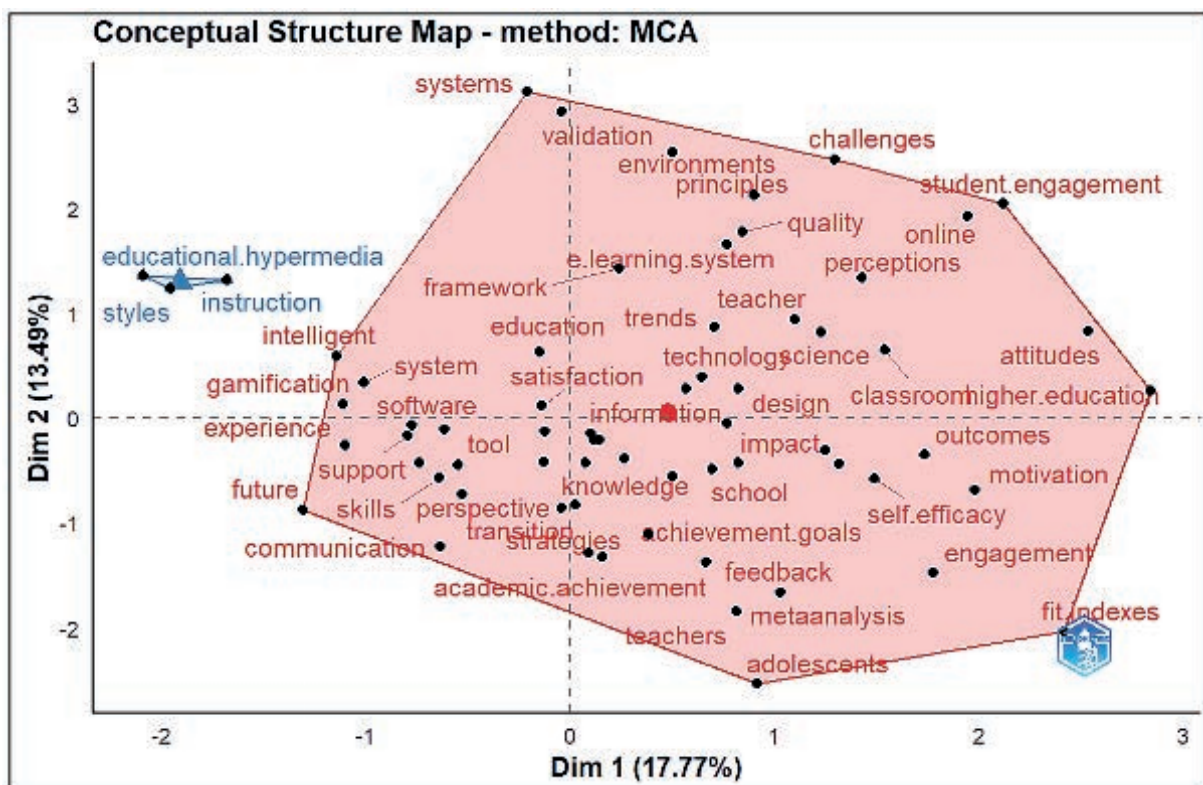 Conceptual Structure Map - method: MCA
systems
3
validation
challenges
environments
principles
student.engagement
2
quality
online
educational.hypermedia
e.learning.system
perceptions
framework
styles
instruction
teacher
1
trends
intelligent
education
attitudes
technology
science
system
gamification
satisfaction
classroom
higher.education
software
information
design
0
experience
outcomes
tool
impact
support
motivation
future
knowledge
school
skills
perspective
self.efficacy
-1
transition
communication
strategies
achievement.goals
engagement
academic.achievement
feedback
metaanalysis
fit.indexes
-2
teachers
adolescents
Dim 2 (13.49%)
-2 -1 0 1 2 3
Dim 1 (17.77%)